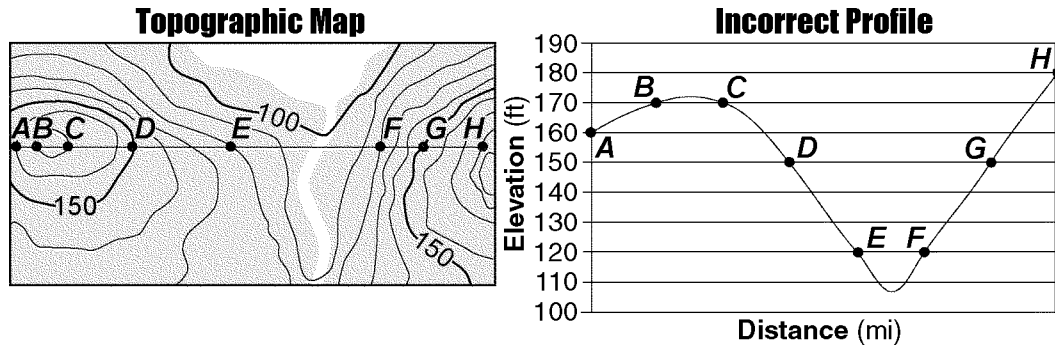 Topographic Map
100
A B C D E F G H
150
150
Incorrect Profile
190
180
170
160
150
140
130
120
110
100
Elevation (ft)
A
B
C
D
E
F
G
H
Distance (mi)